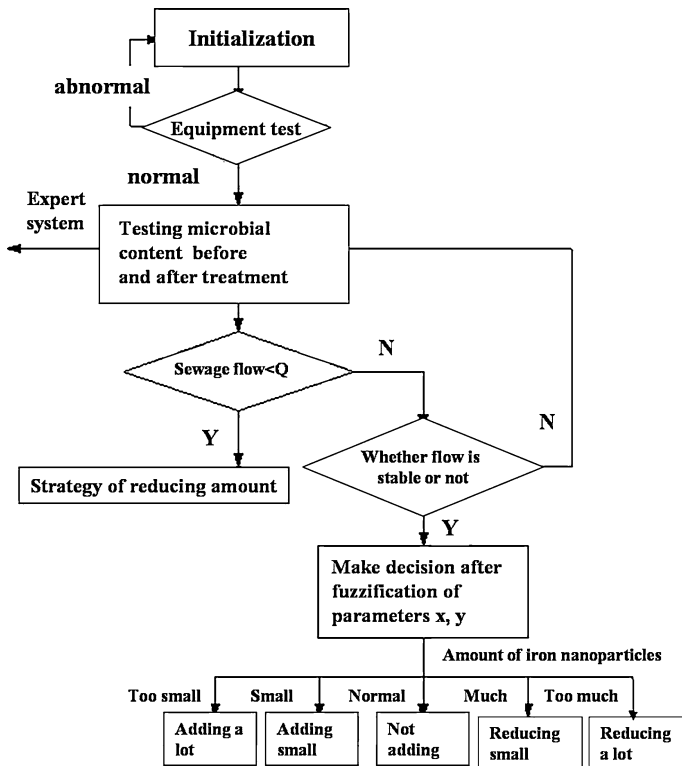 Initialization
abnormal
Equipment test
normal
Expert
system
Testing microbial
content before
and after treatment
Sewage flow<Q
N
Y
N
Whether flow is
stable or not
Strategy of reducing amount
Y
Make decision after
fuzzification of
parameters x, y
Amount of iron nanoparticles
Too small
Small
Normal
Much
Too much
Adding a
lot
Adding
small
Not
adding
Reducing
small
Reducing
a lot